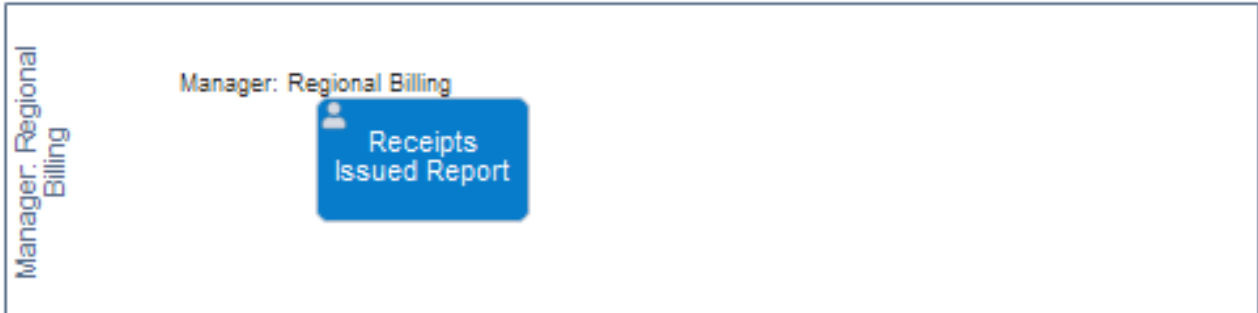 Manager: Regional
Billing
Manager: Regional Billing
Receipts
Issued Report